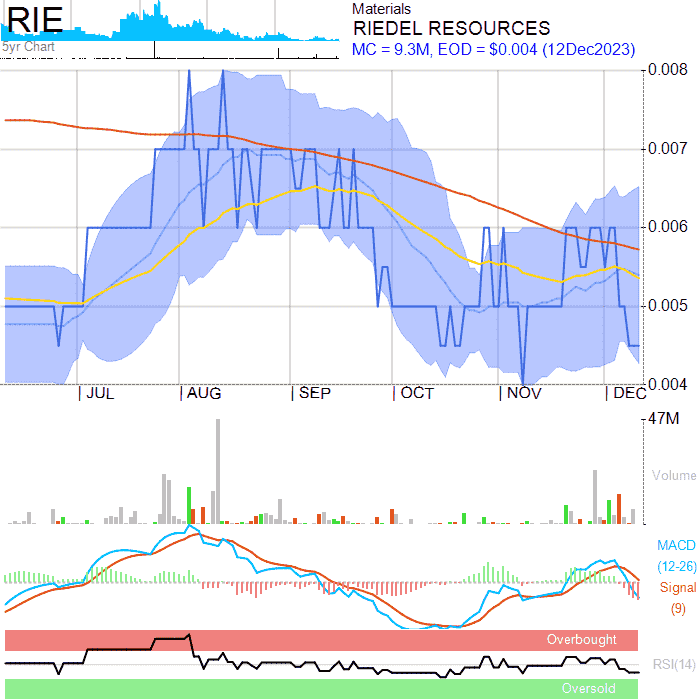 RIE
5yr Chart
Materials
RIEDEL RESOURCES
MC = 9.3M, EOD = $0.004 (12Dec2023)
0.008
0.007
0.006
0.005
0.004
JUL AUG SEP OCT NOV DEC
47M
Volume
MACD
(12-26)
Signal
(9)
Overbought
RSI(14)
Oversold